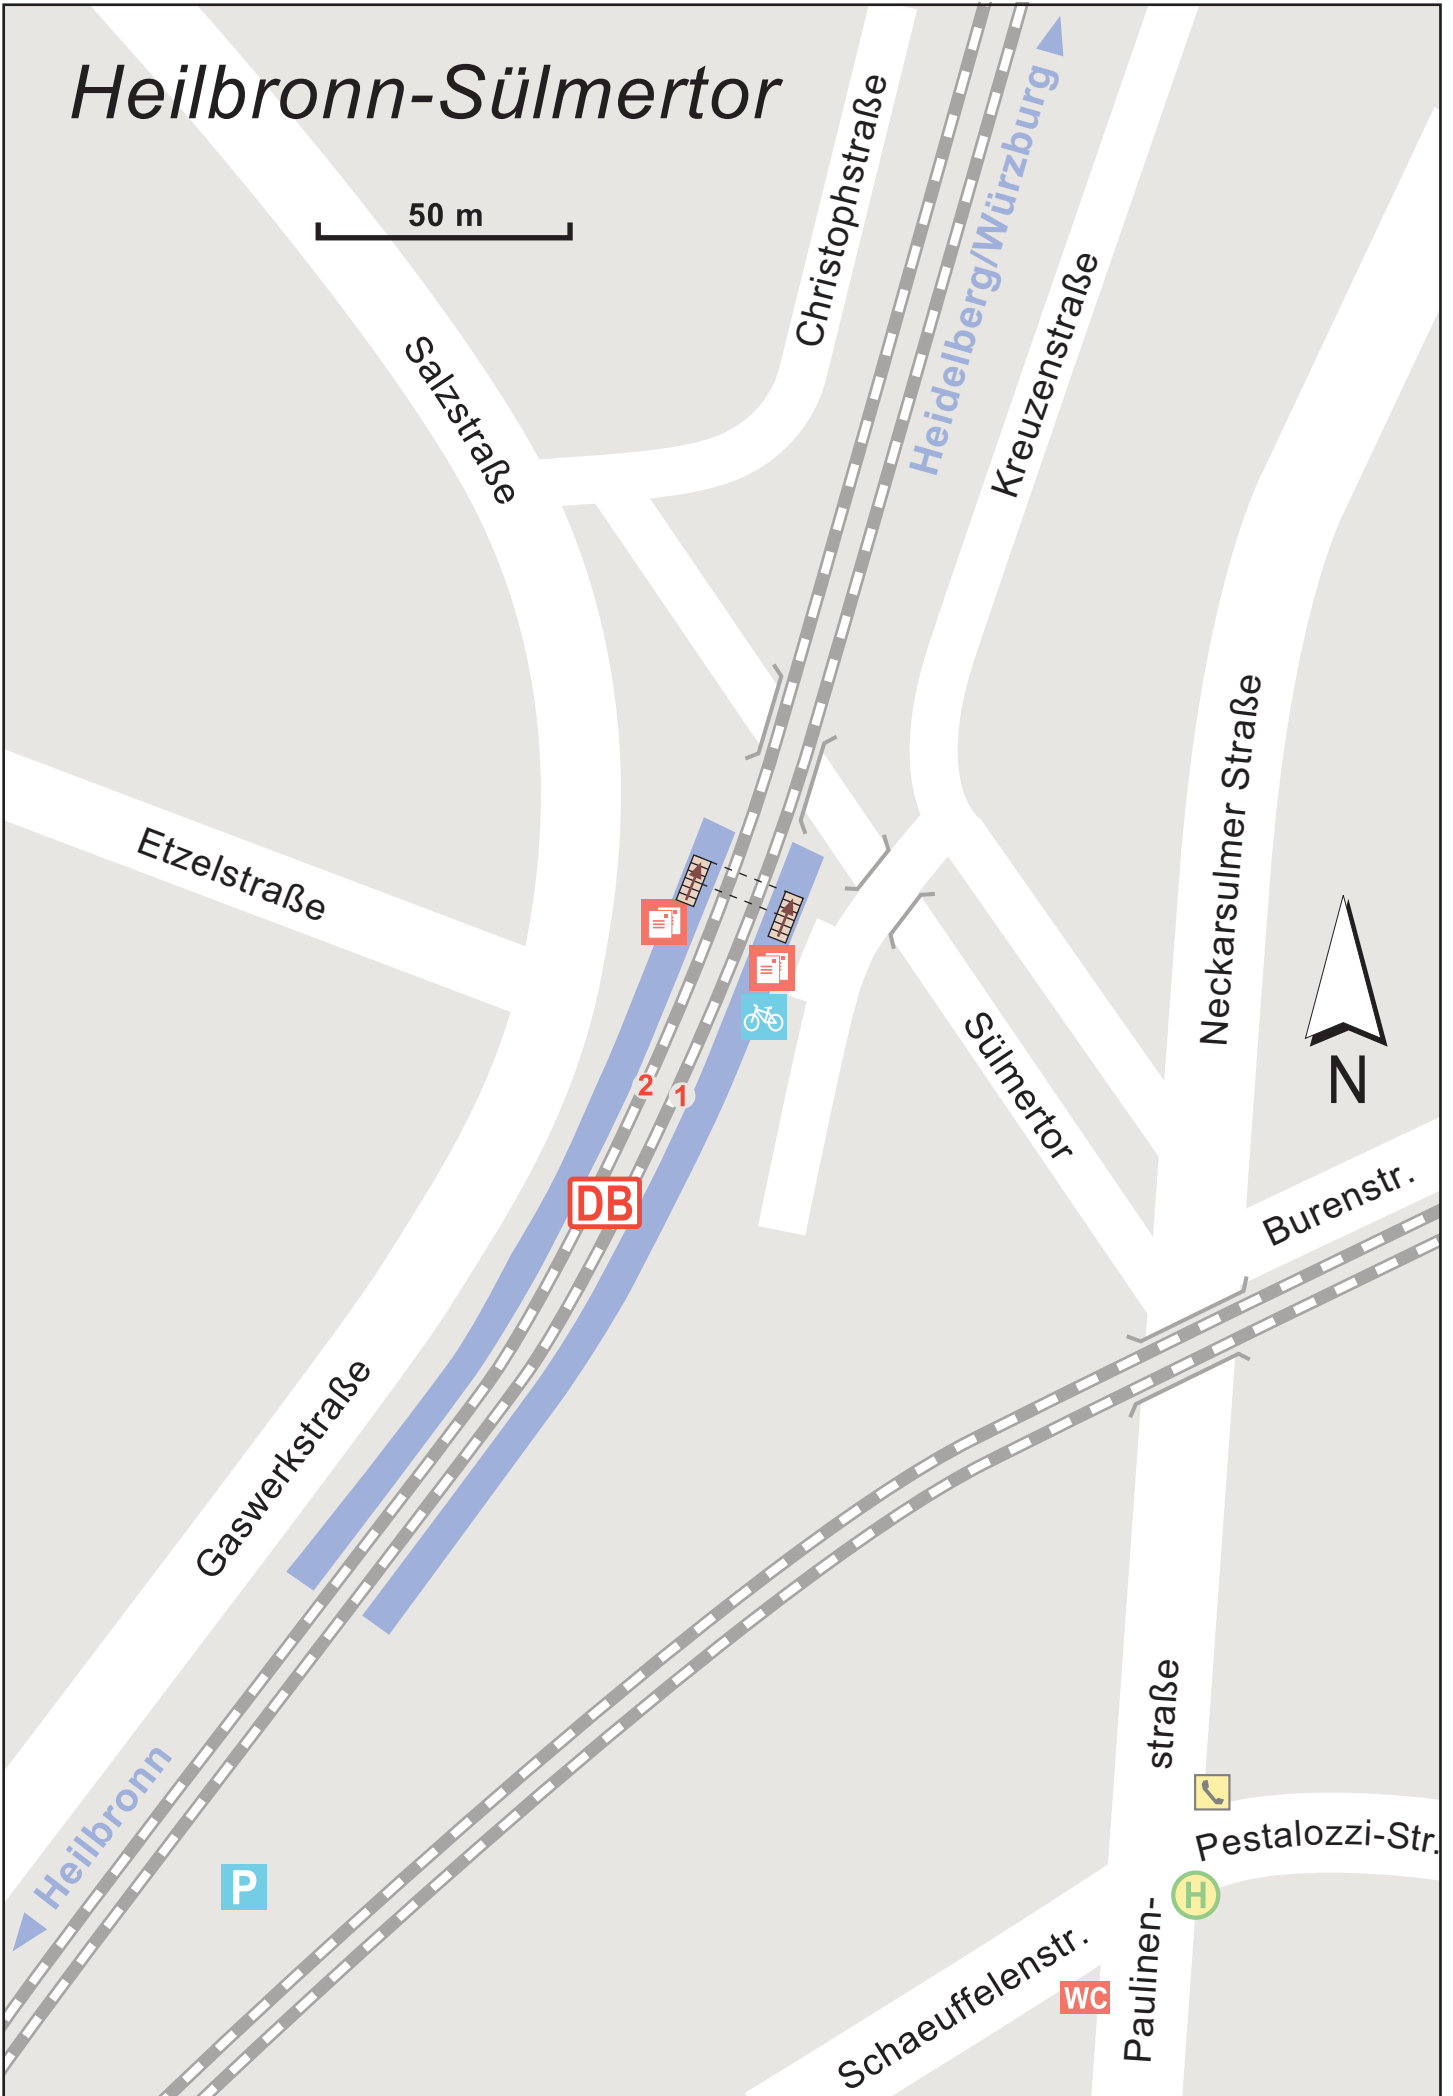 Heilbronn-Sülmertor
50 m
Christophstraße
Heidelberg/Würzburg
Kreuzenstraße
Salzstraße
Neckarsulmer Straße
Etzelstraße
N
Sülmertor
2
1
Burenstr.
DB
Gaswerkstraße
straße
Heilbronn
Pestalozzi-Str.
P
H
Paulinen-
Schaeuffelenstr.
WC